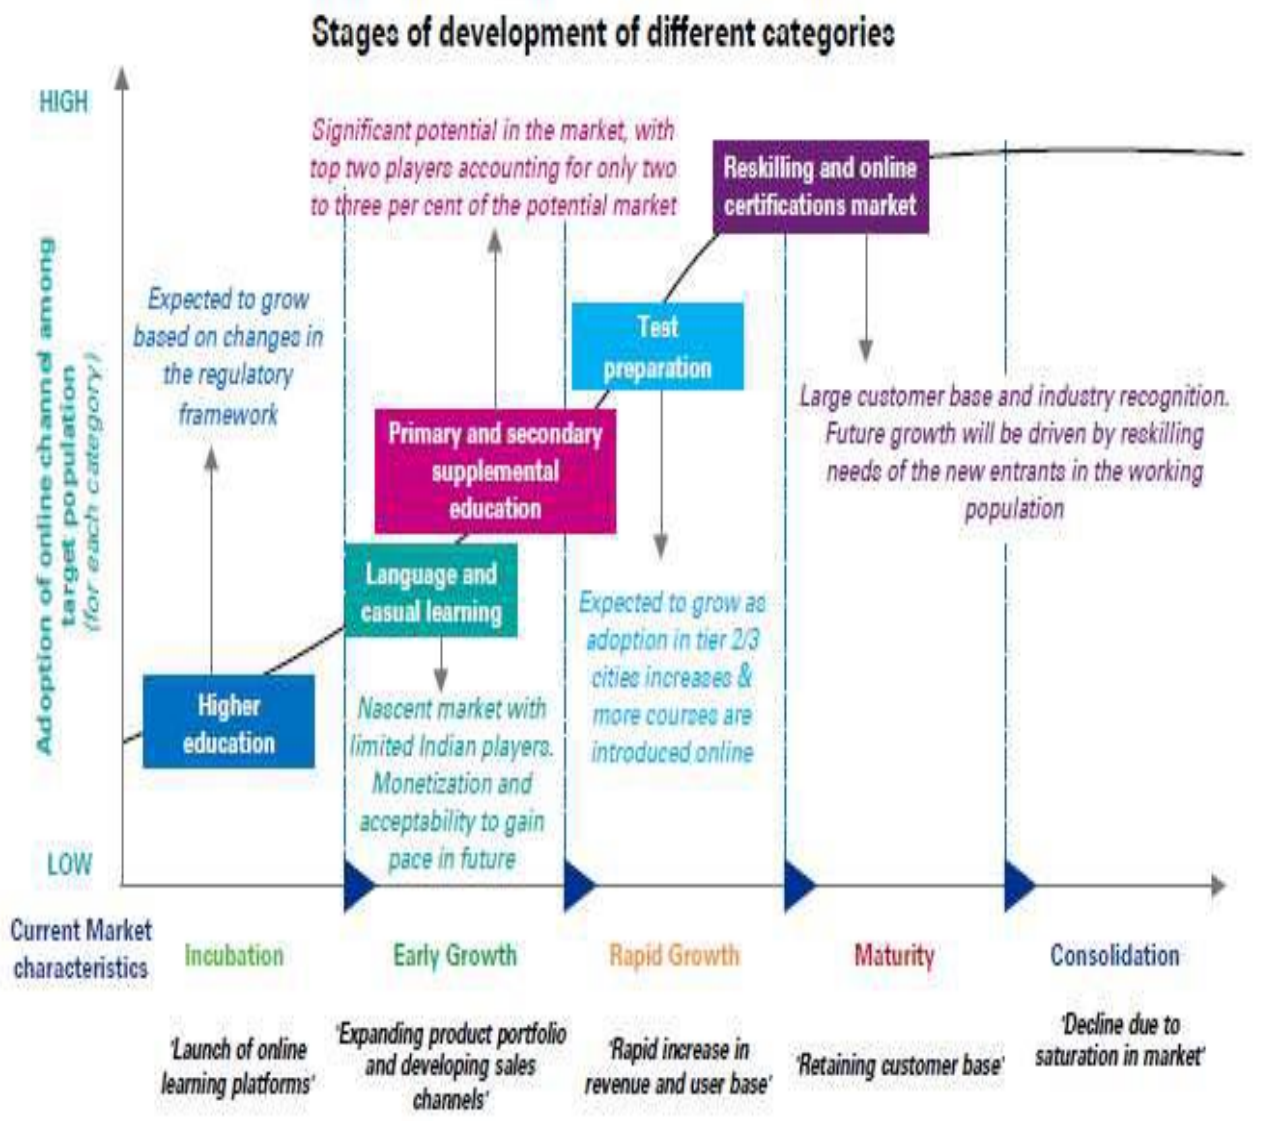 Stages of development of different categories
HIGH
Adoption of online channel among
target population
(for each category)
LOW
Significant potential in the market, with
top two players accounting for only two
to three per cent of the potential market
Reskilling and online
certifications market
Expected to grow
based on changes in
the regulatory
framework
Test
preparation
Large customer base and industry recognition.
Future growth will be driven by reskilling
needs of the new entrants in the working
population
Primary and secondary
supplemental
education
Language and
casual learning
Expected to grow as
adoption in tier 2/3
cities increases &
more courses are
introduced online
Higher
education
Nascent market with
limited Indian players.
Monetization and
acceptability to gain
pace in future
Current Market
characteristics
Incubation
Early Growth
Rapid Growth
Maturity
Consolidation
'Launch of online
learning platforms'
'Expanding product portfolio
and developing sales
channels'
'Rapid increase in
revenue and user base'
'Retaining customer base'
'Decline due to
saturation in market'